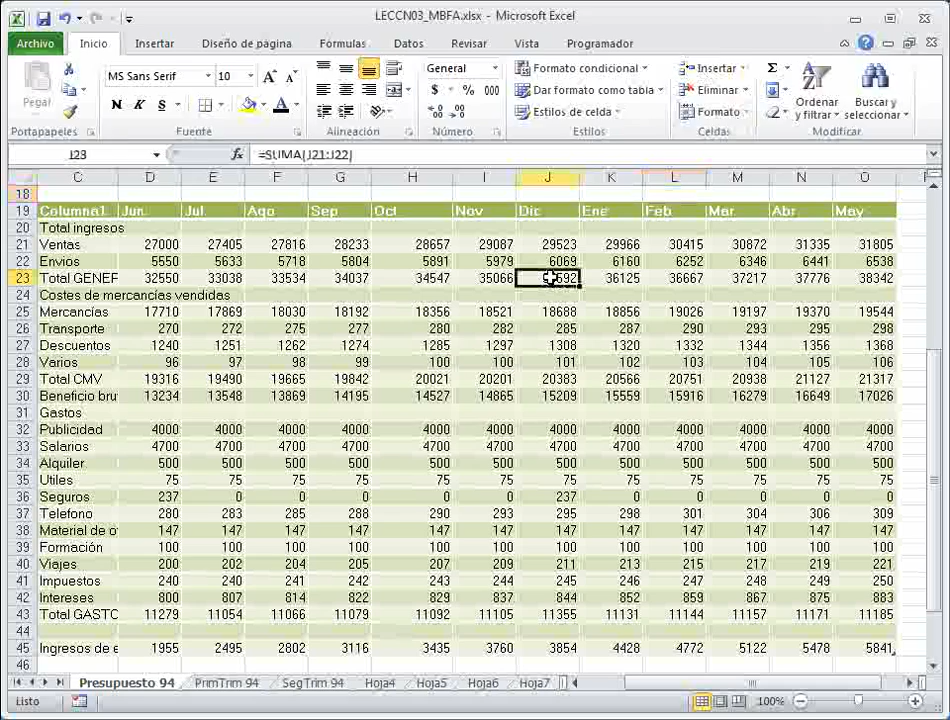 LECCN03_MBFA.xlsx - Microsoft Excel
Archivo Inicio Insertar Diseño de página Fórmulas Datos Revisar Vista Programador
MS Sans Serif 10 General Formato condicional Insertar Σ
Pegar N K S A $ % 000 Dar formato como tabla Eliminar Ordenar y filtrar Buscar y seleccionar
Estilos de celda Formato
Portapapeles Fuente Alineación Número Estilos Celdas Modificar
J23 fx =SUMA(J21:J22)
C D E F G H I J K L M N O
18
19 Columna1 Jun Jul Ago Sep Oct Nov Dic Ene Feb Mar Abr May
20 Total ingresos
21 Ventas 27000 27405 27816 28233 28657 29087 29523 29966 30415 30872 31335 31805
22 Envios 5550 5633 5718 5804 5891 5979 6069 6160 6252 6346 6441 6538
23 Total GENER 32550 33038 33534 34037 34547 35066 592 36125 36667 37217 37776 38342
24 Costes de mercancías vendidas
25 Mercancías 17710 17869 18030 18192 18356 18521 18688 18856 19026 19197 19370 19544
26 Transporte 270 272 275 277 280 282 285 287 290 293 295 298
27 Descuentos 1240 1251 1262 1274 1285 1297 1308 1320 1332 1344 1356 1368
28 Varios 96 97 98 99 100 100 101 102 103 104 105 106
29 Total CMV 19316 19490 19665 19842 20021 20201 20383 20566 20751 20938 21127 21317
30 Beneficio bru 13234 13548 13869 14195 14527 14865 15209 15559 15916 16279 16649 17026
31 Gastos
32 Publicidad 4000 4000 4000 4000 4000 4000 4000 4000 4000 4000 4000 4000
33 Salarios 4700 4700 4700 4700 4700 4700 4700 4700 4700 4700 4700 4700
34 Alquiler 500 500 500 500 500 500 500 500 500 500 500 500
35 Utiles 75 75 75 75 75 75 75 75 75 75 75 75
36 Seguros 237 0 0 0 0 0 237 0 0 0 0 0
37 Telefono 280 283 285 288 290 293 295 298 301 304 306 309
38 Material de o 147 147 147 147 147 147 147 147 147 147 147 147
39 Formación 100 100 100 100 100 100 100 100 100 100 100 100
40 Viajes 200 202 204 205 207 209 211 213 215 217 219 221
41 Impuestos 240 240 241 242 243 244 245 246 247 248 249 250
42 Intereses 800 807 814 822 829 837 844 852 859 867 875 883
43 Total GASTO 11279 11054 11066 11079 11092 11105 11355 11131 11144 11157 11171 11185
44
45 Ingresos de e 1955 2495 2802 3116 3435 3760 3854 4428 4772 5122 5478 5841
46
Presupuesto 94 PrimTrim 94 SegTrim 94 Hoja4 Hoja5 Hoja6 Hoja7
Listo 100%